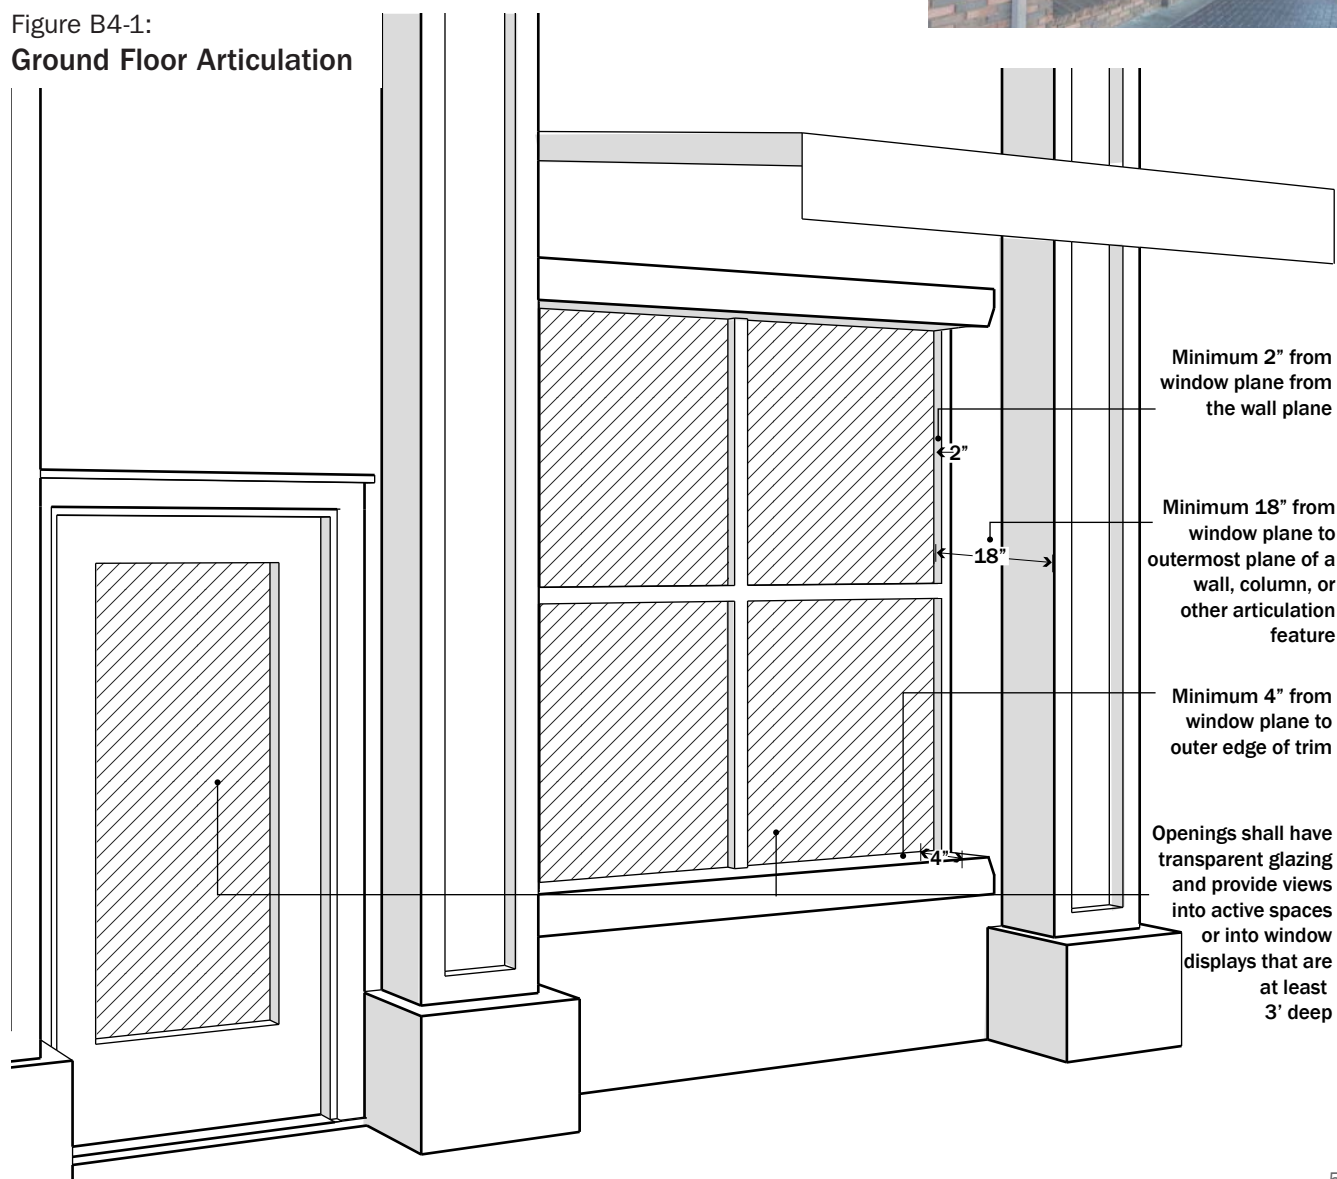 Figure B4-1:
Ground Floor Articulation
Minimum 2” from
window plane from
the wall plane
2”
Minimum 18” from
window plane to
outermost plane of a
wall, column, or
other articulation
feature
18”
Minimum 4” from
window plane to
outer edge of trim
4”
Openings shall have
transparent glazing
and provide views
into active spaces
or into window
displays that are
at least
3’ deep